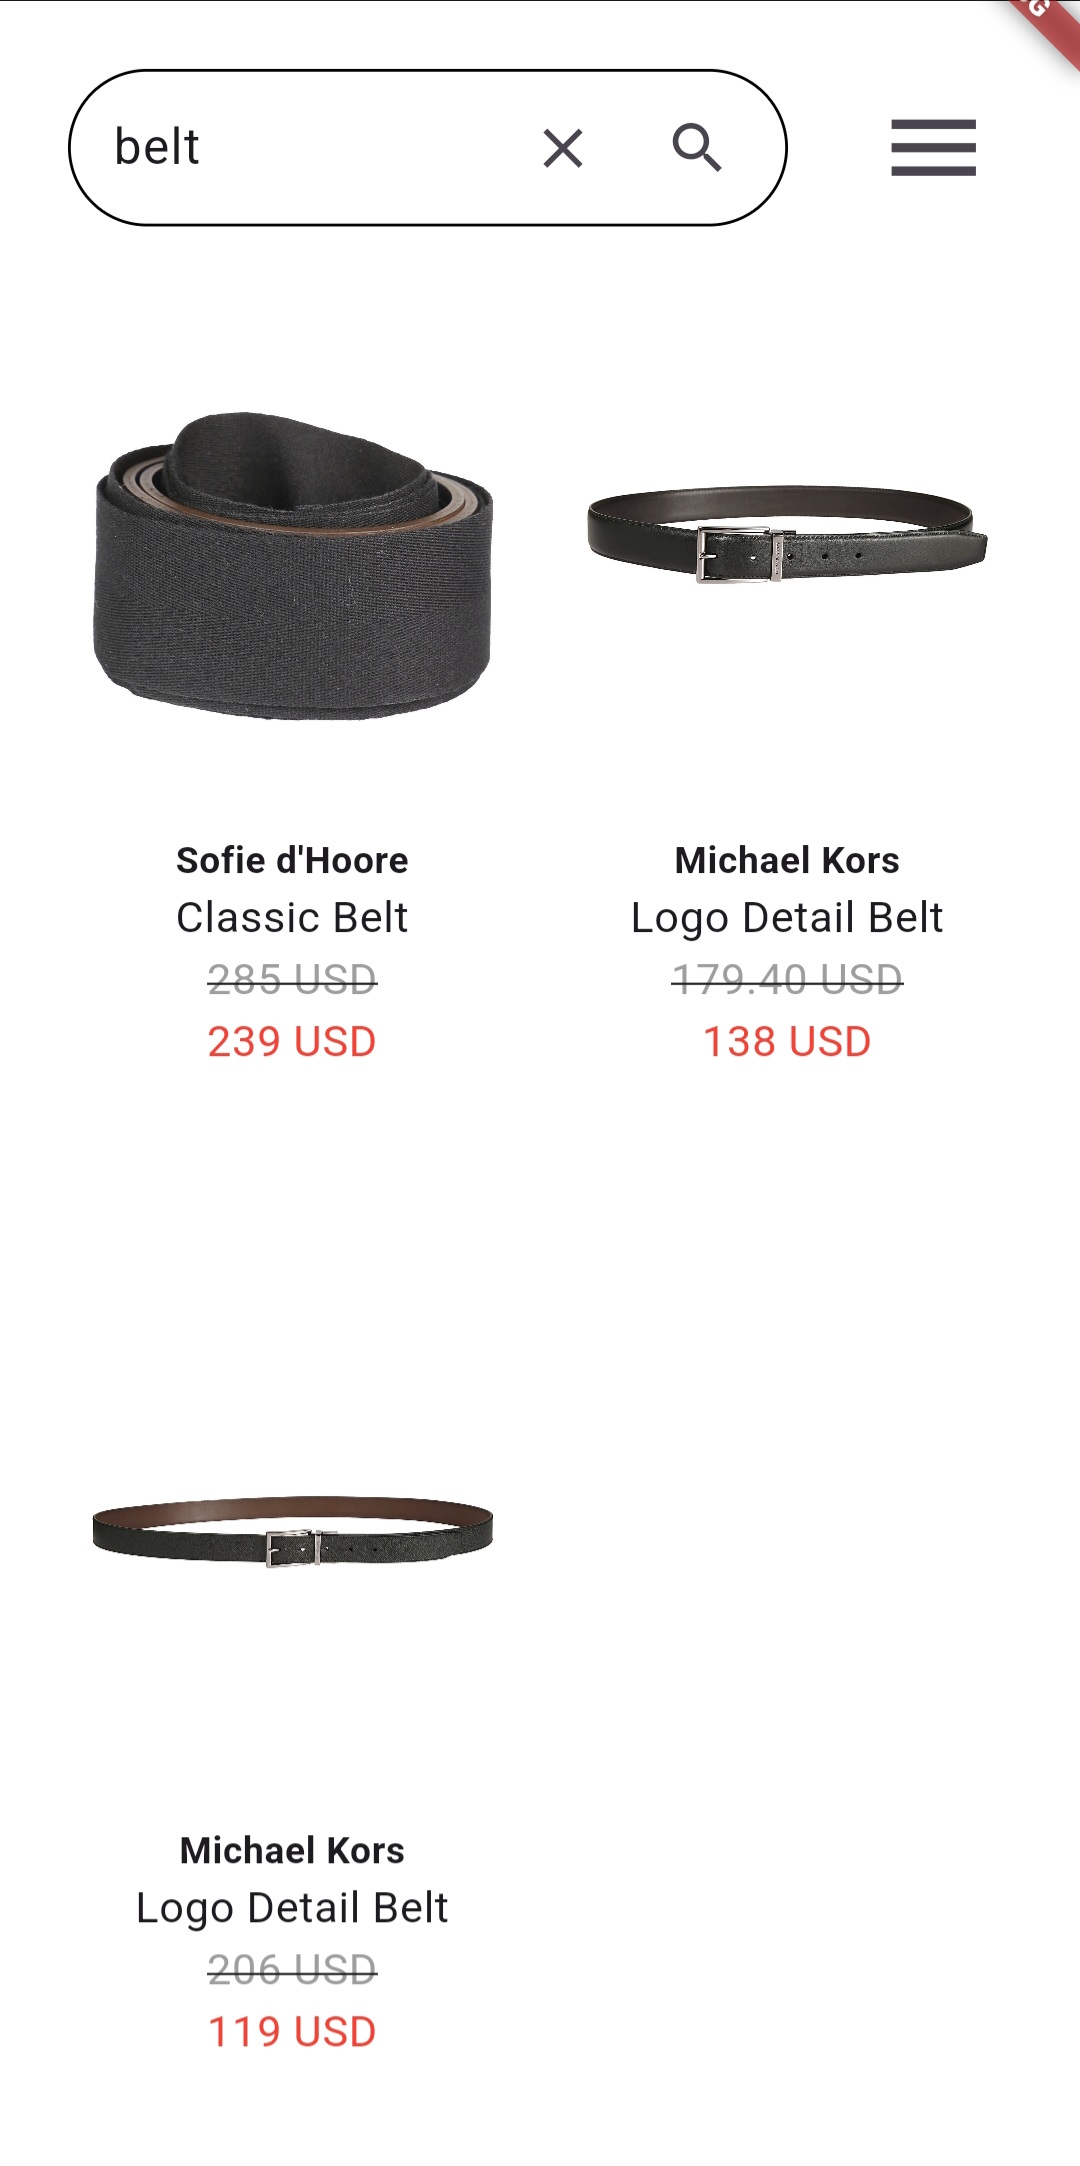 belt
Sofie d'Hoore
Classic Belt
285 USD
239 USD
Michael Kors
Logo Detail Belt
179.40 USD
138 USD
Michael Kors
Logo Detail Belt
206 USD
119 USD